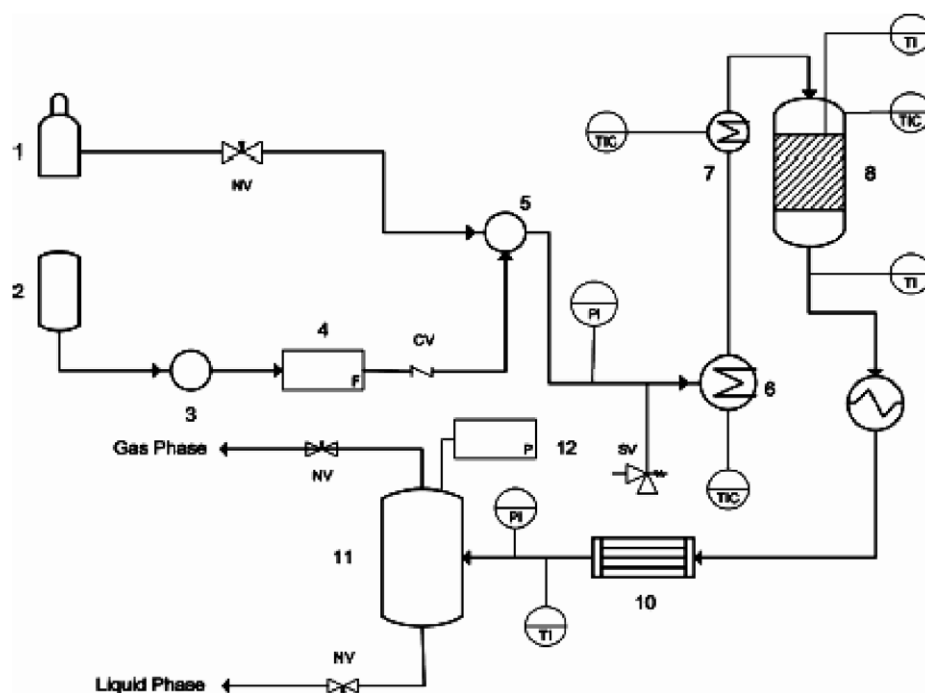 TI
TIC
TIC
1
7
8
NV
5
2
TI
PI
4
CV
F
6
3
12
Gas Phase
P
SV
NV
TIC
PI
11
10
TI
NV
Liquid Phase